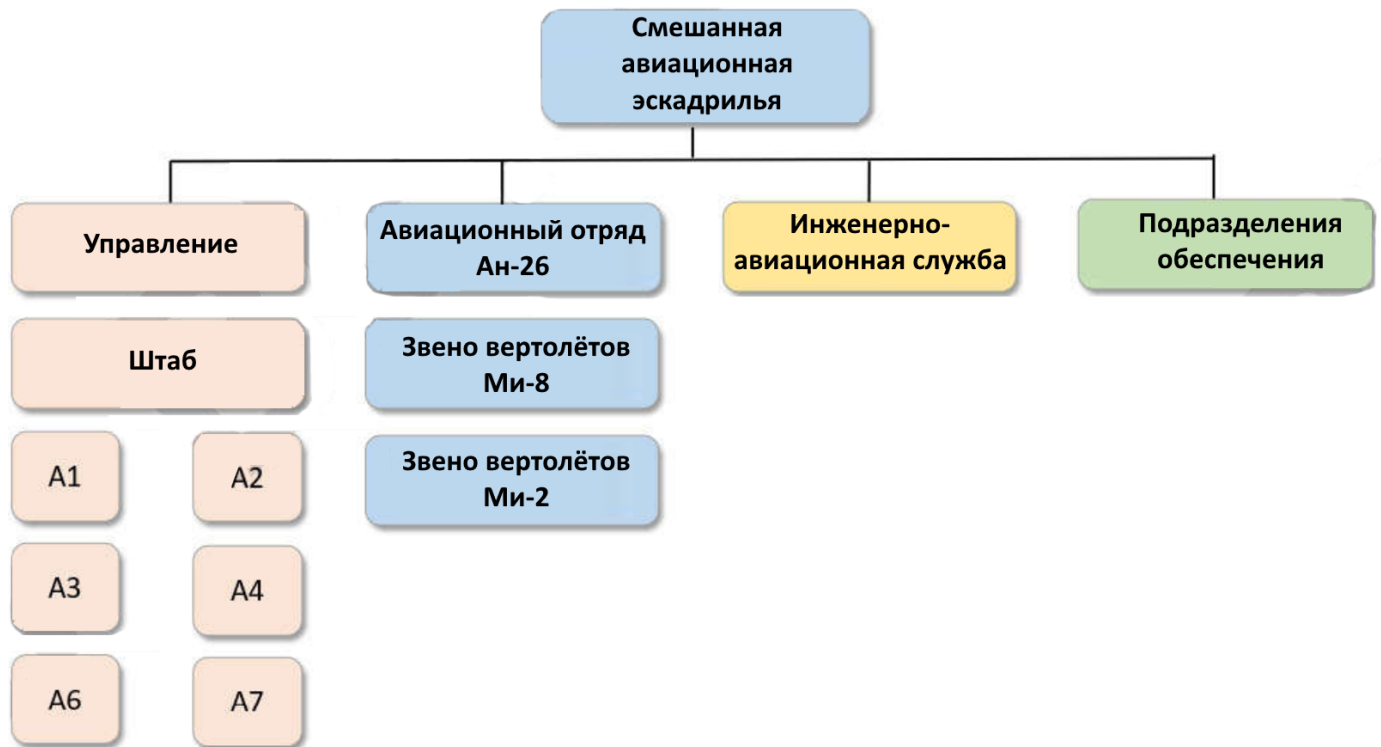 Смешанная
авиационная
эскадрилья
Управление
Авиационный отряд
Ан-26
Инженерно-
авиационная служба
Подразделения
обеспечения
Штаб
Звено вертолётов
Ми-8
А1
А2
Звено вертолётов
Ми-2
А3
А4
А6
А7